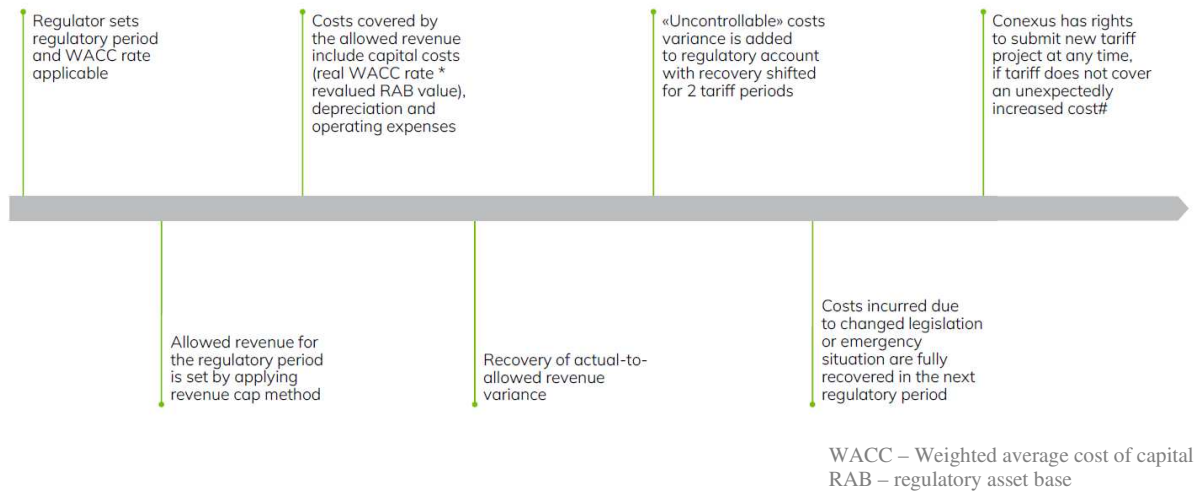 Regulator sets
regulatory period
and WACC rate
applicable
Costs covered by
the allowed revenue
include capital costs
(real WACC rate *
revalued RAB value),
depreciation and
operating expenses
«Uncontrollable» costs
variance is added
to regulatory account
with recovery shifted
for 2 tariff periods
Conexus has rights
to submit new tariff
project at any time,
if tariff does not cover
an unexpectedly
increased cost#
Allowed revenue for
the regulatory period
is set by applying
revenue cap method
Recovery of actual-to-
allowed revenue
variance
Costs incurred due
to changed legislation
or emergency
situation are fully
recovered in the next
regulatory period
WACC – Weighted average cost of capital
RAB – regulatory asset base